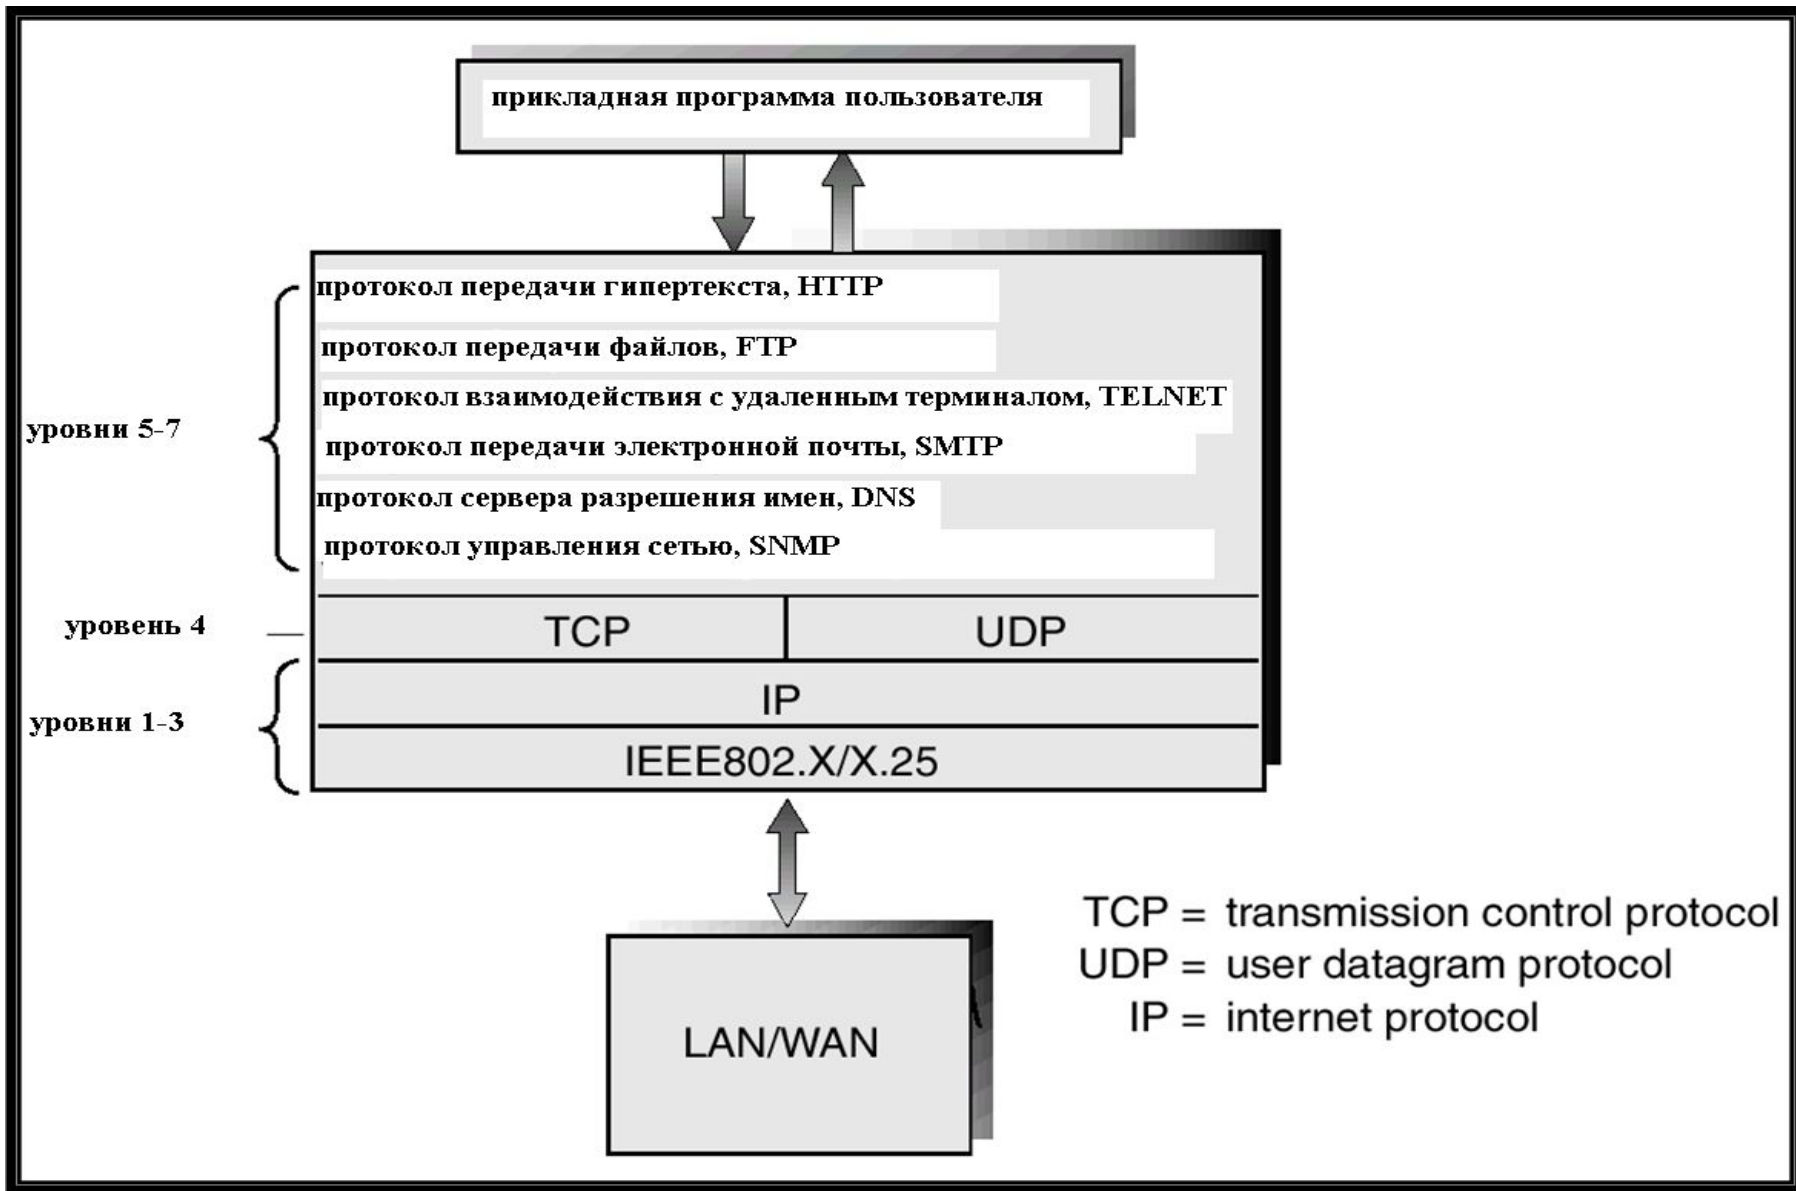 прикладная программа пользователя
протокол передачи гипертекста, HTTP
протокол передачи файлов, FTP
протокол взаимодействия с удаленным терминалом, TELNET
уровни 5-7
протокол передачи электронной почты, SMTP
протокол сервера разрешения имен, DNS
протокол управления сетью, SNMP
уровень 4
TCP
UDP
IP
уровни 1-3
IEEE802.X/X.25
TCP = transmission control protocol
UDP = user datagram protocol
IP = internet protocol
LAN/WAN